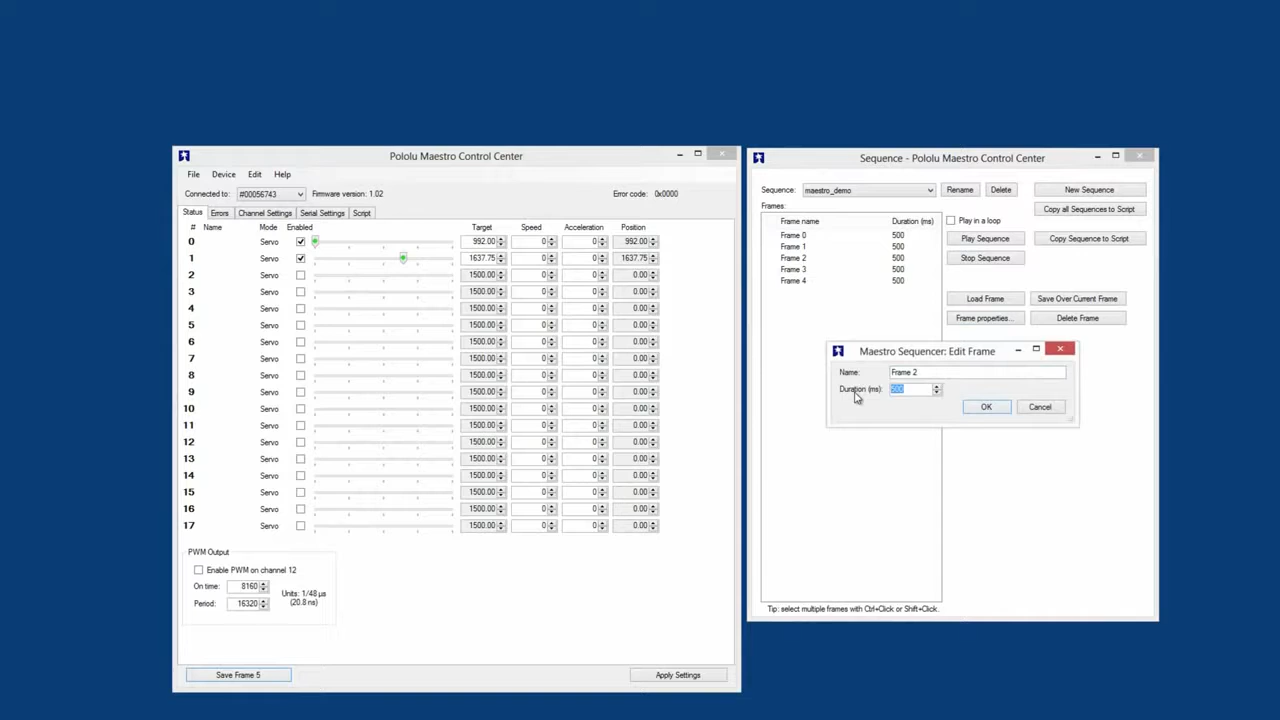 Pololu Maestro Control Center
File Device Edit Help
Connected to: #00056743 Firmware version: 1.02 Error code: 0x0000
Status Errors Channel Settings Serial Settings Script
# Name Mode Enabled Target Speed Acceleration Position
0 Servo 992.00 0 0 992.00
1 Servo 1637.75 0 0 1637.75
2 Servo 1500.00 0 0 0.00
3 Servo 1500.00 0 0 0.00
4 Servo 1500.00 0 0 0.00
5 Servo 1500.00 0 0 0.00
6 Servo 1500.00 0 0 0.00
7 Servo 1500.00 0 0 0.00
8 Servo 1500.00 0 0 0.00
9 Servo 1500.00 0 0 0.00
10 Servo 1500.00 0 0 0.00
11 Servo 1500.00 0 0 0.00
12 Servo 1500.00 0 0 0.00
13 Servo 1500.00 0 0 0.00
14 Servo 1500.00 0 0 0.00
15 Servo 1500.00 0 0 0.00
16 Servo 1500.00 0 0 0.00
17 Servo 1500.00 0 0 0.00
PWM Output
Enable PWM on channel 12
On time: 8160
Period: 16320
Units: 1/48 µs
(20.8 ns)
Save Frame 5 Apply Settings
Sequence - Pololu Maestro Control Center
Sequence: maestro_demo Rename Delete New Sequence
Frames: Copy all Sequences to Script
Frame name Duration (ms) Play in a loop
Frame 0 500 Play Sequence Copy Sequence to Script
Frame 1 500
Frame 2 500 Stop Sequence
Frame 3 500
Frame 4 500
Load Frame Save Over Current Frame
Frame properties... Delete Frame
Maestro Sequencer: Edit Frame
Name: Frame 2
Duration (ms): 500
OK Cancel
Tip: select multiple frames with Ctrl+Click or Shift+Click.